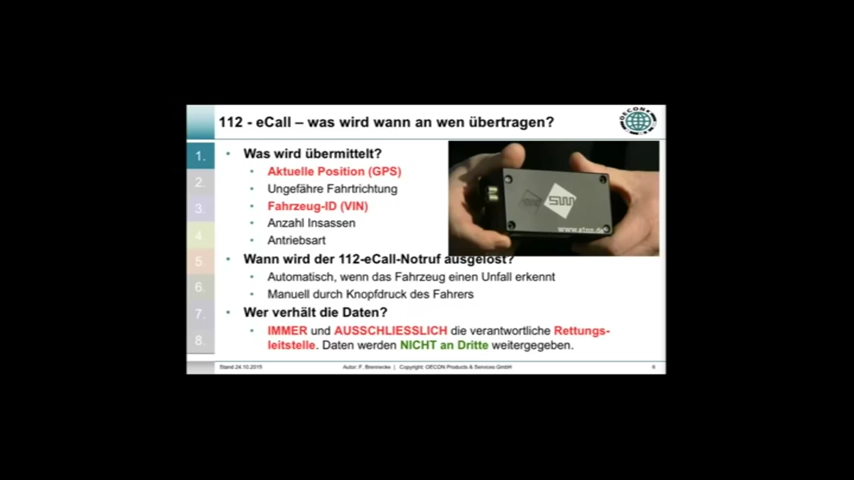 112 - eCall – was wird wann an wen übertragen?
OECON
1.
2.
3.
4.
5.
6.
7.
8.
• Was wird übermittelt?
• Aktuelle Position (GPS)
• Ungefähre Fahrtrichtung
• Fahrzeug-ID (VIN)
• Anzahl Insassen
• Antriebsart
• Wann wird der 112-eCall-Notruf ausgelöst?
• Automatisch, wenn das Fahrzeug einen Unfall erkennt
• Manuell durch Knopfdruck des Fahrers
• Wer verhält die Daten?
• IMMER und AUSSCHLIESSLICH die verantwortliche Rettungs-
leitstelle. Daten werden NICHT an Dritte weitergegeben.
Stand 24.10.2015 Autor: F. Brennecke | Copyright: OECON Products & Services GmbH 6